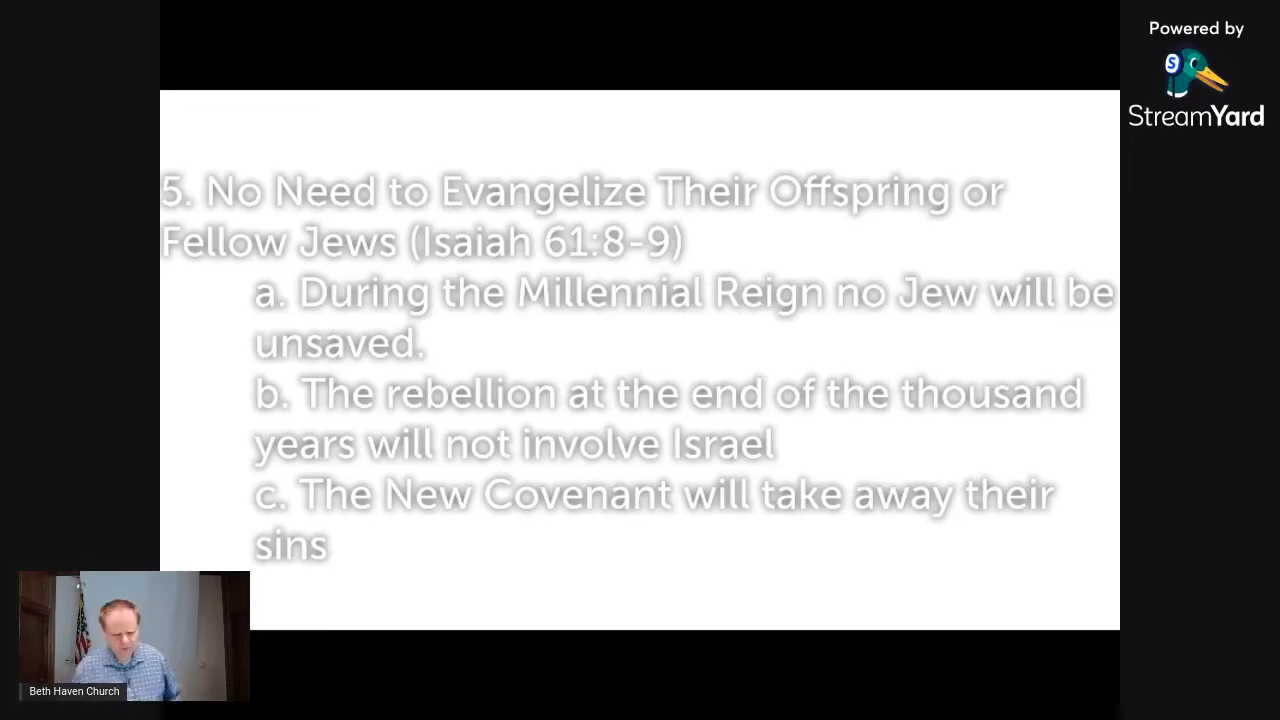 Powered by
S
StreamYard
5. No Need to Evangelize Their Offspring or
Fellow Jews (Isaiah 61:8-9)
a. During the Millennial Reign no Jew will be
unsaved.
b. The rebellion at the end of the thousand
years will not involve Israel
c. The New Covenant will take away their
sins
Beth Haven Church